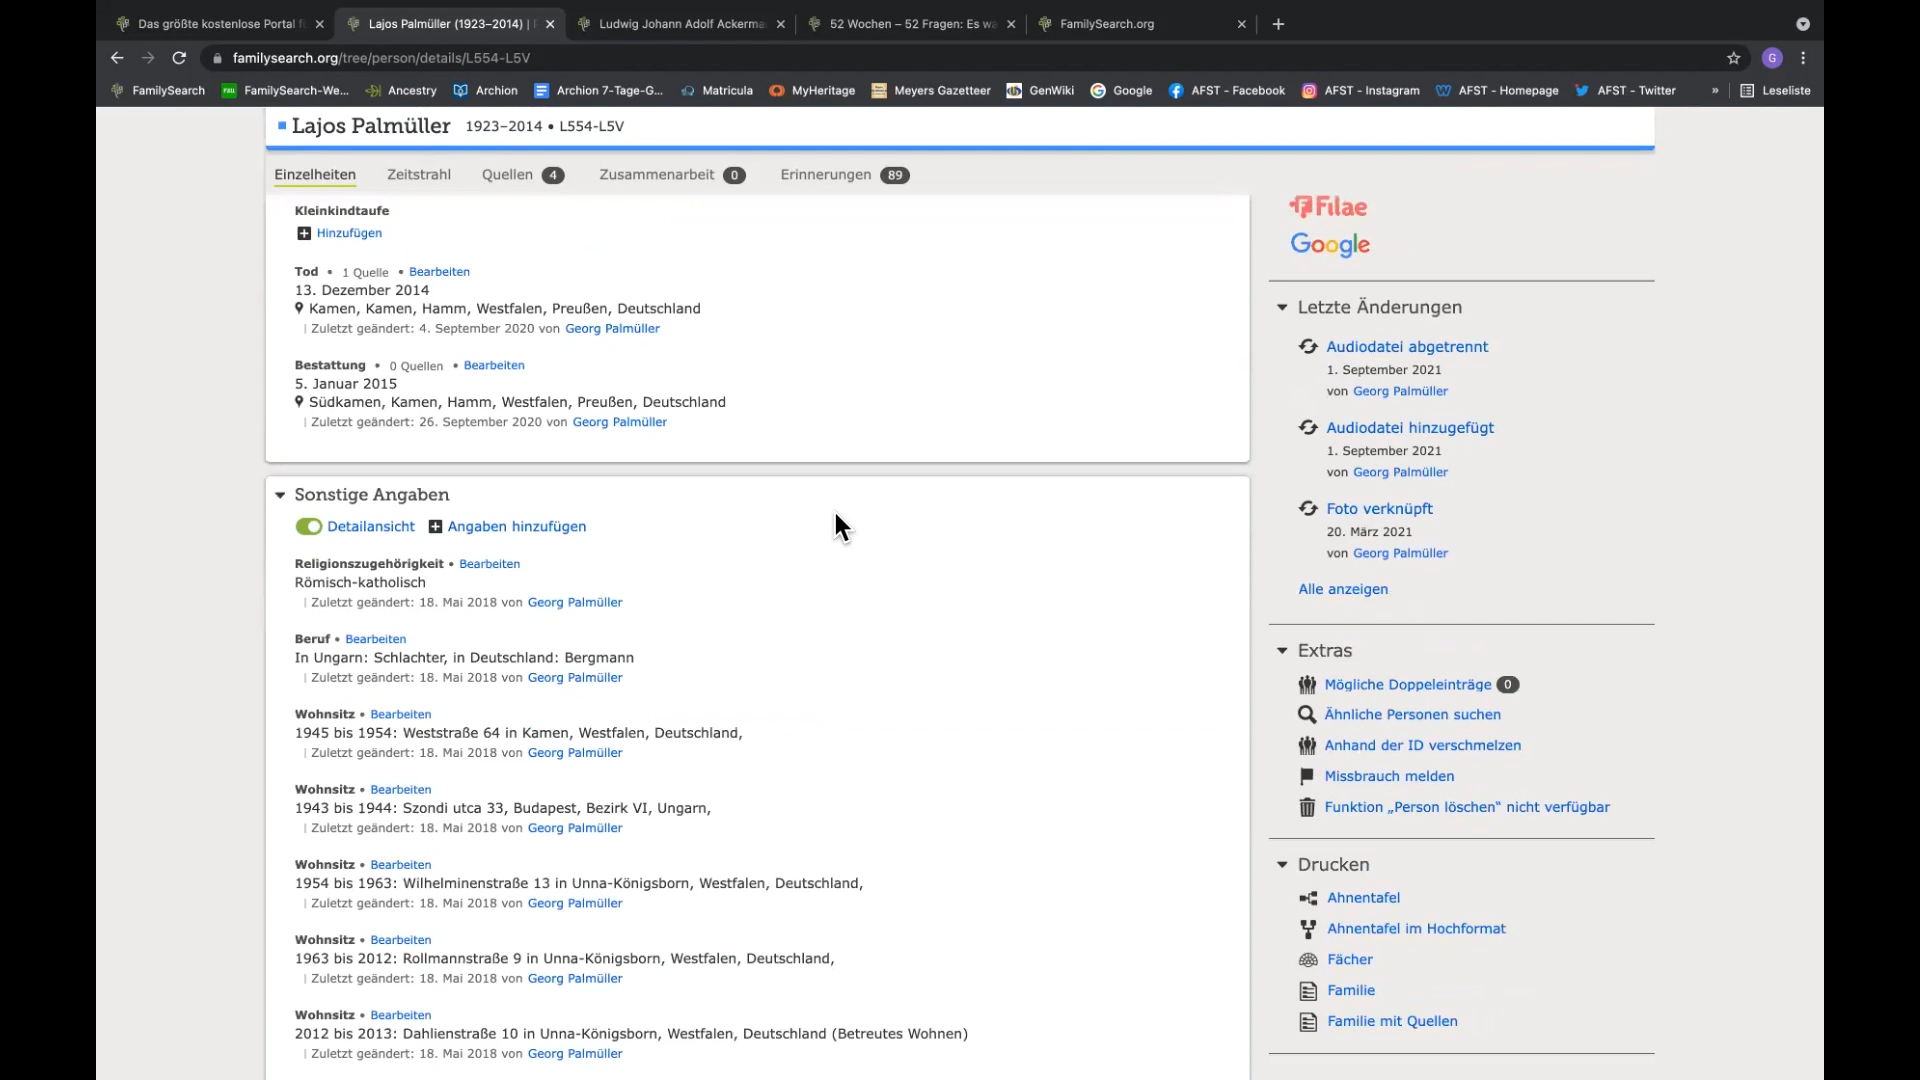 Das größte kostenlose Portal f
Lajos Palmüller (1923–2014) |
Ludwig Johann Adolf Ackerma
52 Wochen – 52 Fragen: Es wa
FamilySearch.org
familysearch.org/tree/person/details/L554-L5V
G
FamilySearch
FamilySearch-We...
Ancestry
Archion
Archion 7-Tage-G...
Matricula
MyHeritage
Meyers Gazetteer
GenWiki
Google
AFST - Facebook
AFST - Instagram
AFST - Homepage
AFST - Twitter
»
Leseliste
Lajos Palmüller 1923–2014 • L554-L5V
Einzelheiten
Zeitstrahl
Quellen 4
Zusammenarbeit 0
Erinnerungen 89
Kleinkindtaufe
Hinzufügen
Tod • 1 Quelle • Bearbeiten
13. Dezember 2014
Kamen, Kamen, Hamm, Westfalen, Preußen, Deutschland
| Zuletzt geändert: 4. September 2020 von Georg Palmüller
Bestattung • 0 Quellen • Bearbeiten
5. Januar 2015
Südkamen, Kamen, Hamm, Westfalen, Preußen, Deutschland
| Zuletzt geändert: 26. September 2020 von Georg Palmüller
Sonstige Angaben
Detailansicht
Angaben hinzufügen
Religionszugehörigkeit • Bearbeiten
Römisch-katholisch
| Zuletzt geändert: 18. Mai 2018 von Georg Palmüller
Beruf • Bearbeiten
In Ungarn: Schlachter, in Deutschland: Bergmann
| Zuletzt geändert: 18. Mai 2018 von Georg Palmüller
Wohnsitz • Bearbeiten
1945 bis 1954: Weststraße 64 in Kamen, Westfalen, Deutschland,
| Zuletzt geändert: 18. Mai 2018 von Georg Palmüller
Wohnsitz • Bearbeiten
1943 bis 1944: Szondi utca 33, Budapest, Bezirk VI, Ungarn,
| Zuletzt geändert: 18. Mai 2018 von Georg Palmüller
Wohnsitz • Bearbeiten
1954 bis 1963: Wilhelminenstraße 13 in Unna-Königsborn, Westfalen, Deutschland,
| Zuletzt geändert: 18. Mai 2018 von Georg Palmüller
Wohnsitz • Bearbeiten
1963 bis 2012: Rollmannstraße 9 in Unna-Königsborn, Westfalen, Deutschland,
| Zuletzt geändert: 18. Mai 2018 von Georg Palmüller
Wohnsitz • Bearbeiten
2012 bis 2013: Dahlienstraße 10 in Unna-Königsborn, Westfalen, Deutschland (Betreutes Wohnen)
| Zuletzt geändert: 18. Mai 2018 von Georg Palmüller
Filae
Google
Letzte Änderungen
Audiodatei abgetrennt
1. September 2021
von Georg Palmüller
Audiodatei hinzugefügt
1. September 2021
von Georg Palmüller
Foto verknüpft
20. März 2021
von Georg Palmüller
Alle anzeigen
Extras
Mögliche Doppeleinträge 0
Ähnliche Personen suchen
Anhand der ID verschmelzen
Missbrauch melden
Funktion „Person löschen“ nicht verfügbar
Drucken
Ahnentafel
Ahnentafel im Hochformat
Fächer
Familie
Familie mit Quellen